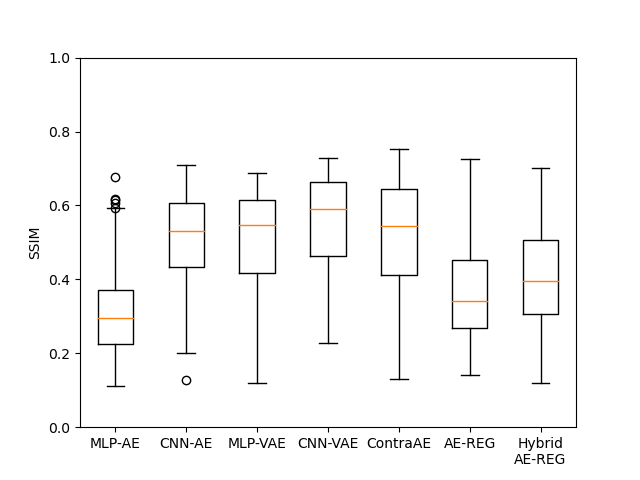 1.0
0.8
0.6
0.4
0.2
0.0
SSIM
MLP-AE
CNN-AE
MLP-VAE
CNN-VAE
ContraAE
AE-REG
Hybrid
AE-REG